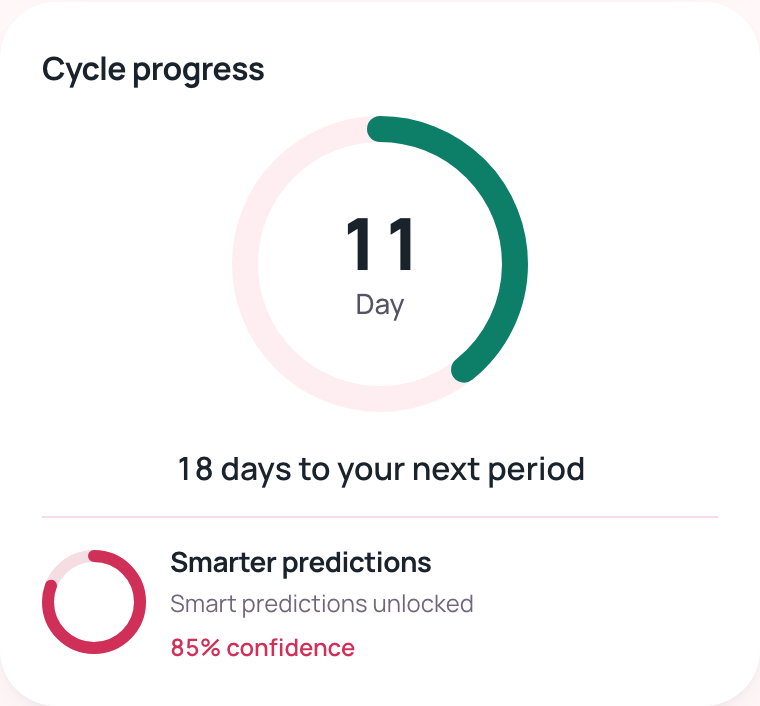 Cycle progress
11
Day
18 days to your next period
Smarter predictions
Smart predictions unlocked
85% confidence